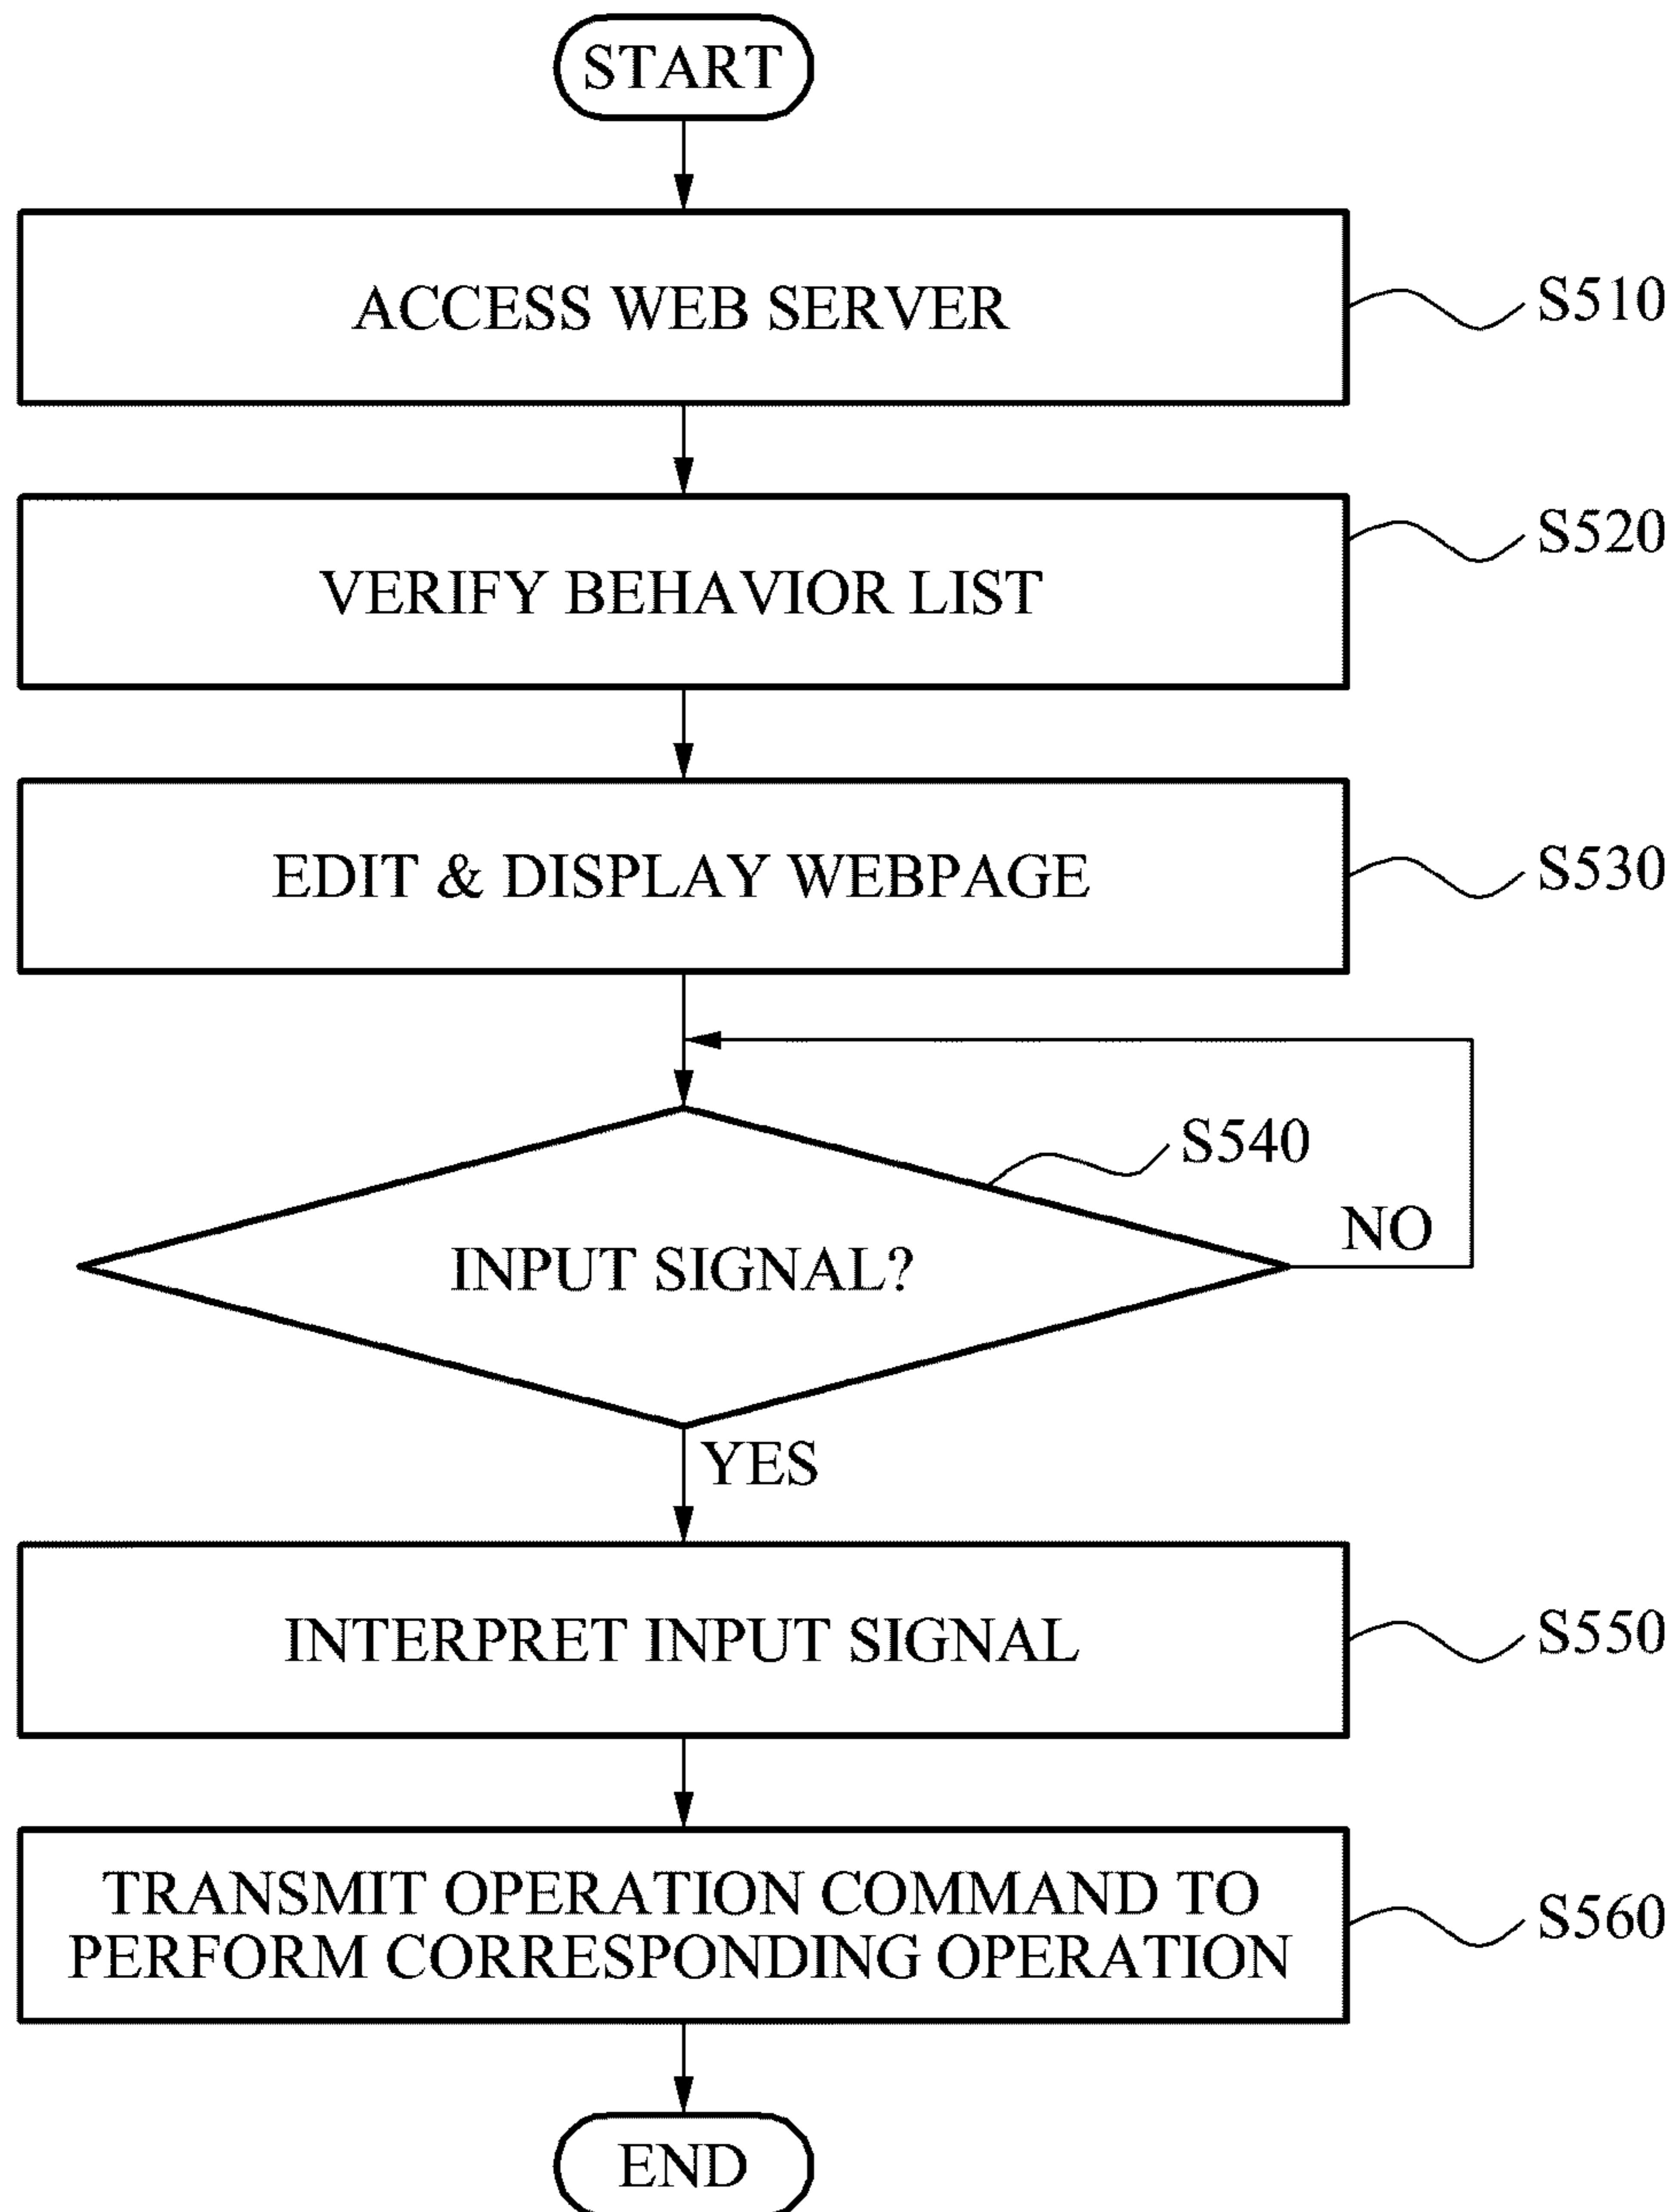 START
ACCESS WEB SERVER
S510
VERIFY BEHAVIOR LIST
S520
EDIT & DISPLAY WEBPAGE
S530
S540
INPUT SIGNAL?
NO
YES
INTERPRET INPUT SIGNAL
S550
TRANSMIT OPERATION COMMAND TO
PERFORM CORRESPONDING OPERATION
S560
END